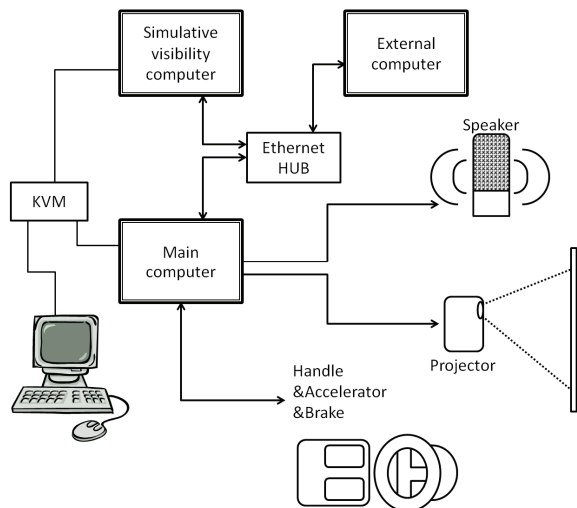 Simulative
visibility
computer
External
computer
Ethernet
HUB
Speaker
KVM
Main
computer
Projector
Handle
&Accelerator
&Brake